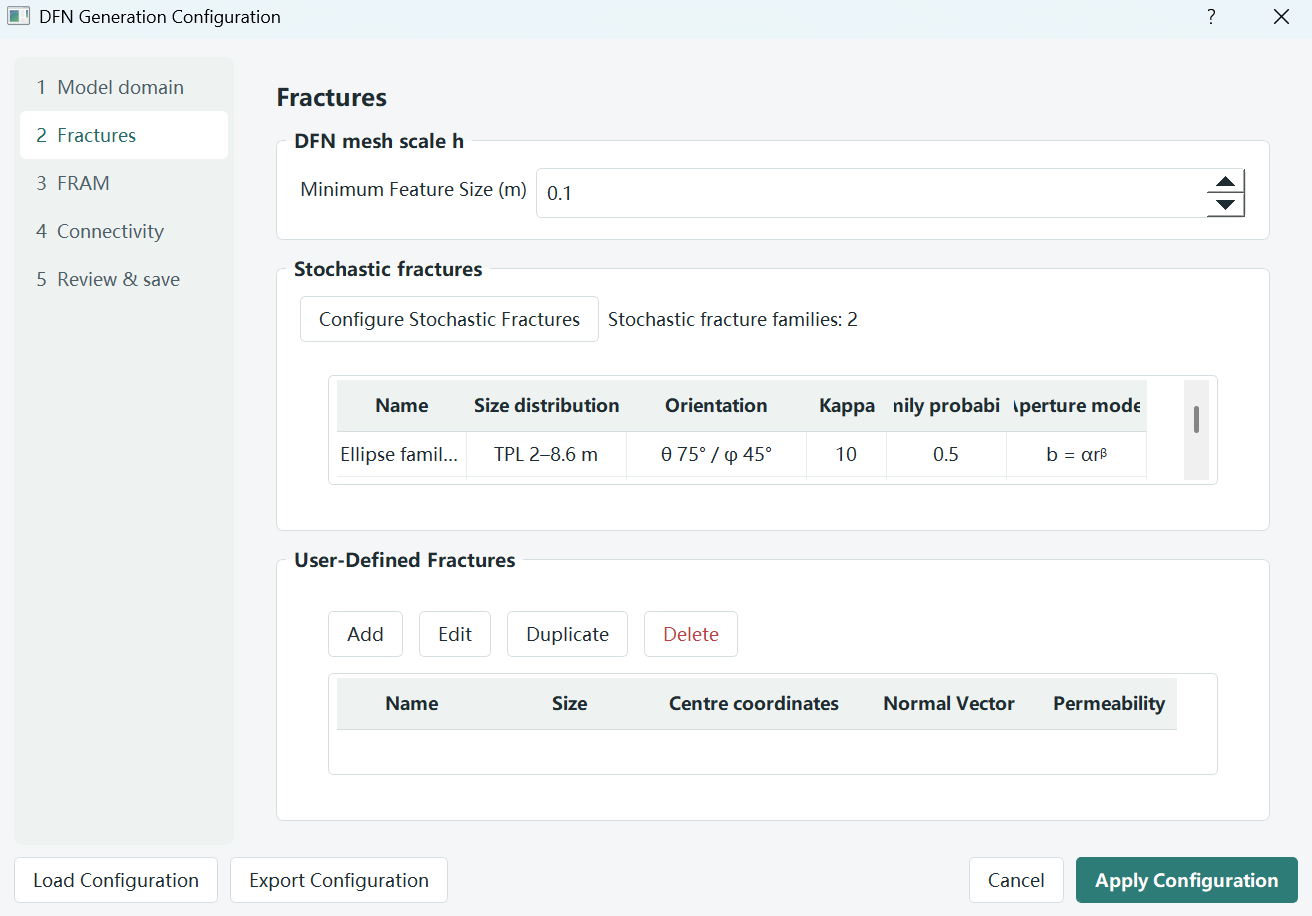 DFN Generation Configuration ?
1 Model domain
2 Fractures
3 FRAM
4 Connectivity
5 Review & save
Fractures
DFN mesh scale h
Minimum Feature Size (m) 0.1
Stochastic fractures
Configure Stochastic Fractures Stochastic fracture families: 2
Name Size distribution Orientation Kappa mily probabi Aperture mode
Ellipse famil... TPL 2–8.6 m θ 75° / φ 45° 10 0.5 b = αrᵝ
User-Defined Fractures
Add Edit Duplicate Delete
Name Size Centre coordinates Normal Vector Permeability
Load Configuration Export Configuration Cancel Apply Configuration